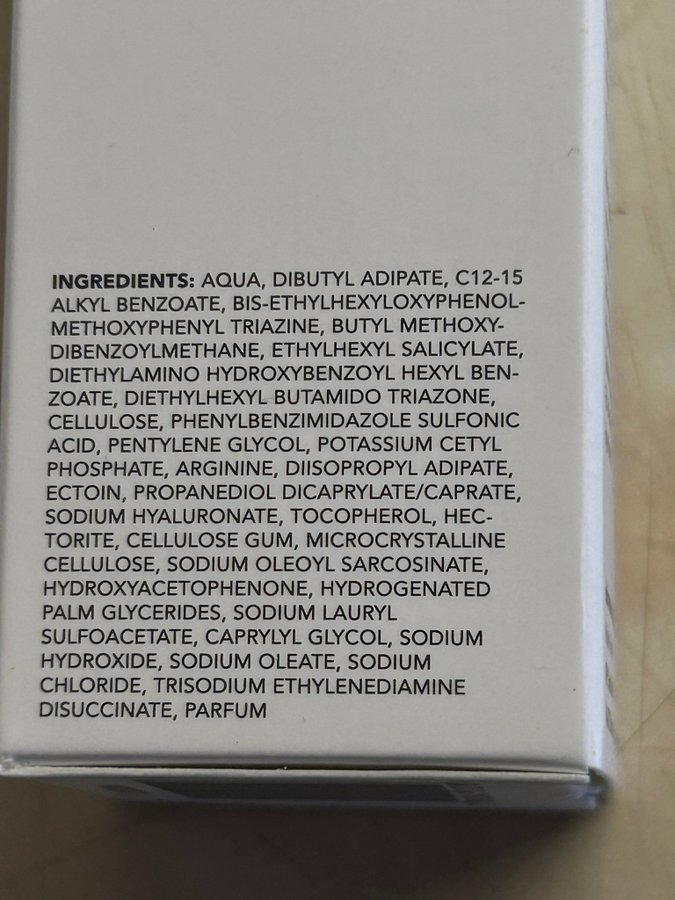 INGREDIENTS: AQUA, DIBUTYL ADIPATE, C12-15
ALKYL BENZOATE, BIS-ETHYLHEXYLOXYPHENOL-
METHOXYPHENYL TRIAZINE, BUTYL METHOXY-
DIBENZOYLMETHANE, ETHYLHEXYL SALICYLATE,
DIETHYLAMINO HYDROXYBENZOYL HEXYL BEN-
ZOATE, DIETHYLHEXYL BUTAMIDO TRIAZONE,
CELLULOSE, PHENYLBENZIMIDAZOLE SULFONIC
ACID, PENTYLENE GLYCOL, POTASSIUM CETYL
PHOSPHATE, ARGININE, DIISOPROPYL ADIPATE,
ECTOIN, PROPANEDIOL DICAPRYLATE/CAPRATE,
SODIUM HYALURONATE, TOCOPHEROL, HEC-
TORITE, CELLULOSE GUM, MICROCRYSTALLINE
CELLULOSE, SODIUM OLEOYL SARCOSINATE,
HYDROXYACETOPHENONE, HYDROGENATED
PALM GLYCERIDES, SODIUM LAURYL
SULFOACETATE, CAPRYLYL GLYCOL, SODIUM
HYDROXIDE, SODIUM OLEATE, SODIUM
CHLORIDE, TRISODIUM ETHYLENEDIAMINE
DISUCCINATE, PARFUM